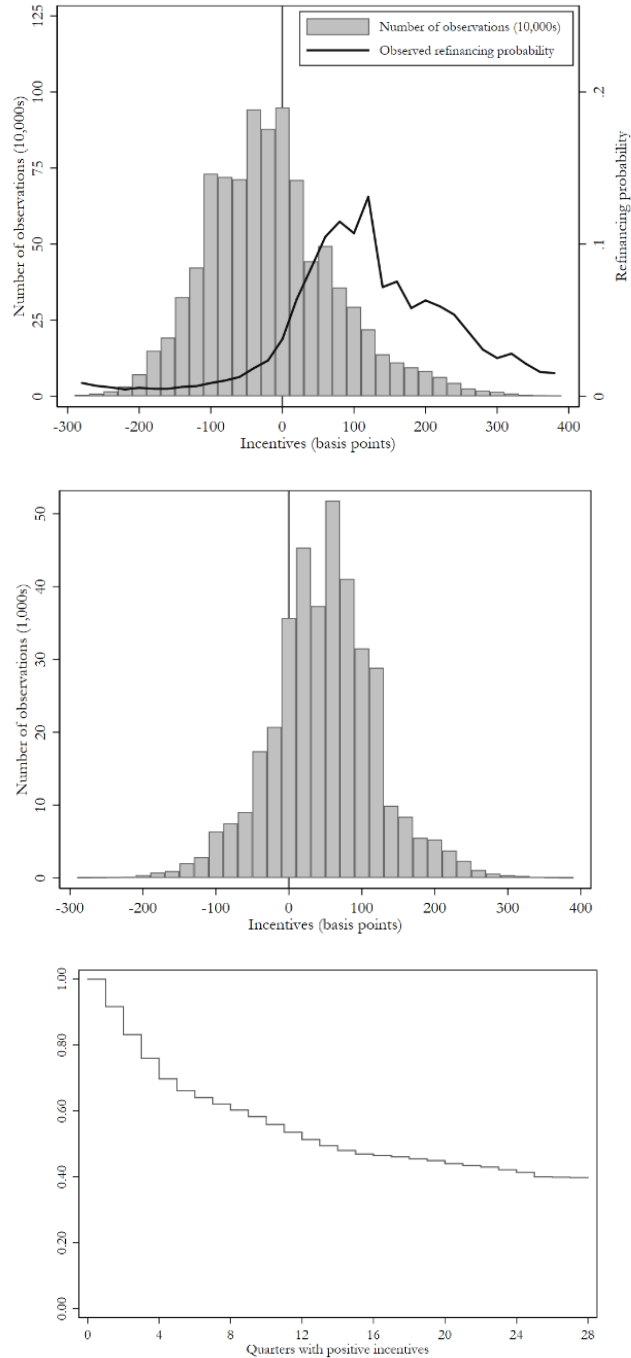 Number of observations (10,000s)
Observed refinancing probability
Number of observations (10,000s)
125
100
75
50
25
0
Refinancing probability
.2
.1
0
-300 -200 -100 0 100 200 300 400
Incentives (basis points)
Number of observations (1,000s)
50
40
30
20
10
0
-300 -200 -100 0 100 200 300 400
Incentives (basis points)
1.00
0.80
0.60
0.40
0.20
0.00
0 4 8 12 16 20 24 28
Quarters with positive incentives